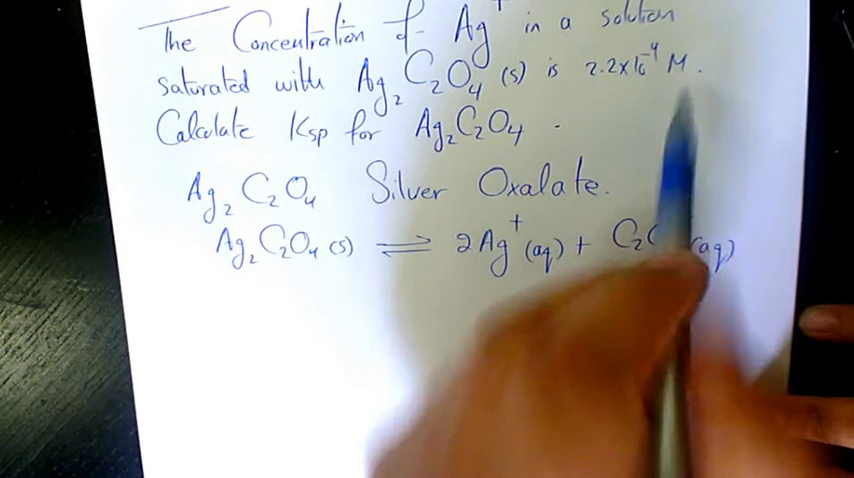 The Concentration of Ag⁺ in a solution
saturated with Ag₂C₂O₄ (s) is 2.2x10⁻⁴ M.
Calculate Ksp for Ag₂C₂O₄.
Ag₂C₂O₄ Silver Oxalate.
Ag₂C₂O₄ (s) ⇌ 2Ag⁺ (aq) + (aq)